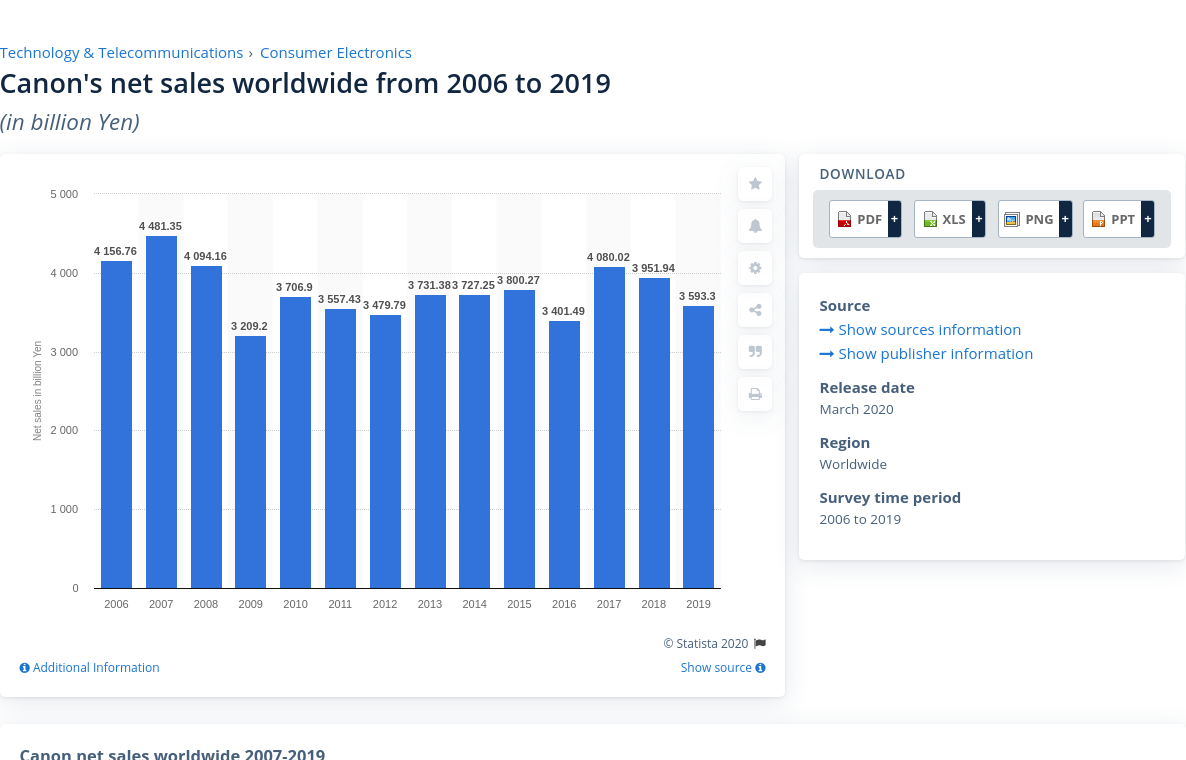 Technology & Telecommunications › Consumer Electronics
Canon's net sales worldwide from 2006 to 2019
(in billion Yen)
5 000
4 000
3 000
2 000
1 000
0
Net sales in billion Yen
4 156.76
4 481.35
4 094.16
3 209.2
3 706.9
3 557.43
3 479.79
3 731.38
3 727.25
3 800.27
3 401.49
4 080.02
3 951.94
3 593.3
2006 2007 2008 2009 2010 2011 2012 2013 2014 2015 2016 2017 2018 2019
© Statista 2020
Additional Information
Show source
DOWNLOAD
PDF + XLS + PNG + PPT +
Source
Show sources information
Show publisher information
Release date
March 2020
Region
Worldwide
Survey time period
2006 to 2019
Canon net sales worldwide 2007-2019